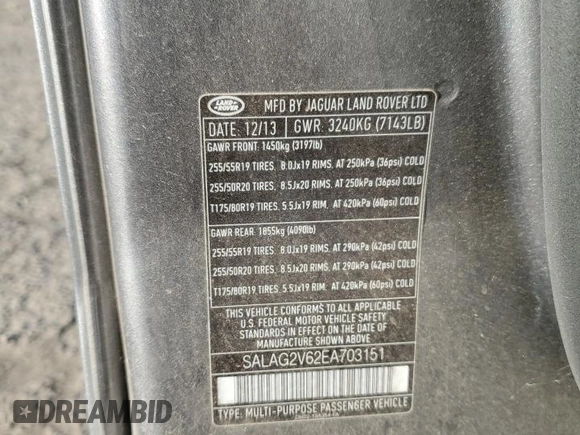 LAND ROVER
MFD BY JAGUAR LAND ROVER LTD
DATE: 12/13 GWR. 3240KG (7143LB)
GAWR FRONT: 1450kg (3197lb)
255/55R19 TIRES. 8.0Jx19 RIMS. AT 250kPa (36psi) COLD
255/50R20 TIRES. 8.5Jx20 RIMS. AT 250kPa (36psi) COLD
T175/80R19 TIRES. 5.5Jx19 RIM. AT 420kPa (60psi) COLD
GAWR REAR: 1855kg (4090lb)
255/55R19 TIRES. 8.0Jx19 RIMS. AT 290kPa (42psi) COLD
255/50R20 TIRES. 8.5Jx20 RIMS. AT 290kPa (42psi) COLD
T175/80R19 TIRES. 5.5Jx19 RIM. AT 420kPa (60psi) COLD
THIS VEHICLE CONFORMS TO ALL APPLICABLE
U.S. FEDERAL MOTOR VEHICLE SAFETY
STANDARDS IN EFFECT ON THE DATE OF
MANUFACTURE SHOWN ABOVE.
SALAG2V62EA703151
TYPE: MULTI-PURPOSE PASSENGER VEHICLE
DREAMBID